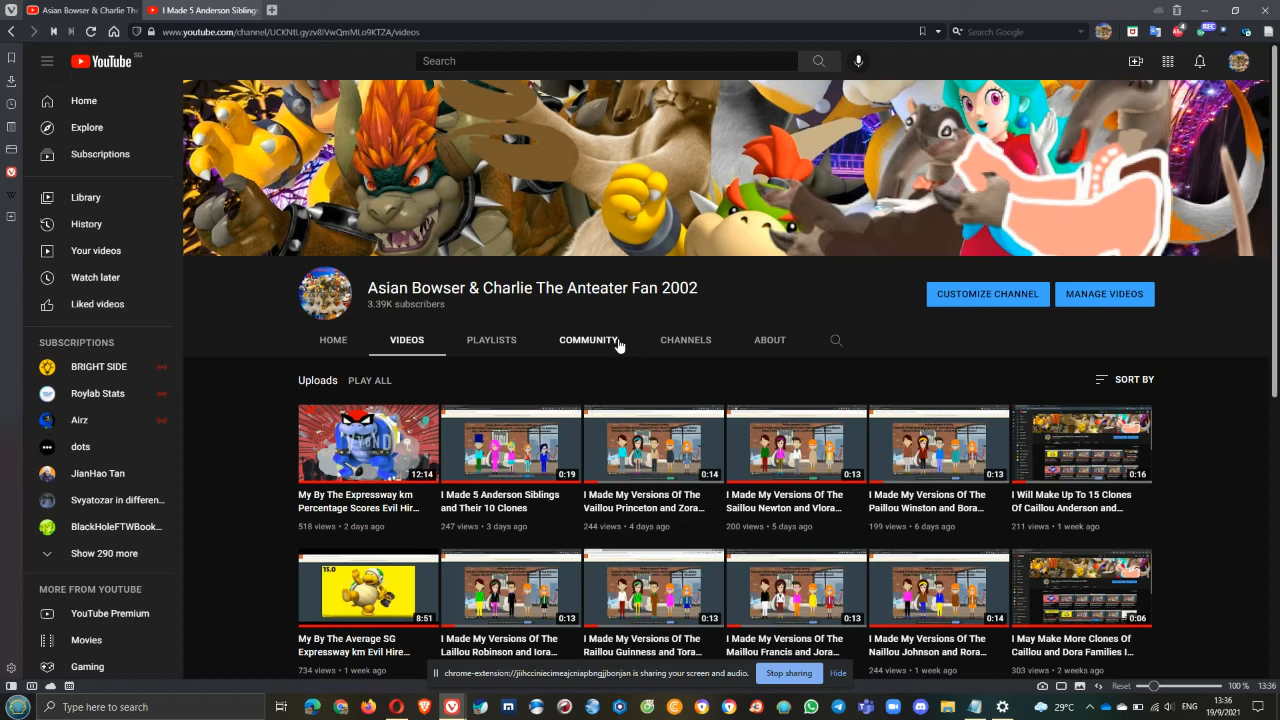 Asian Bowser & Charlie The
I Made 5 Anderson Sibling
www.youtube.com/channel/UCKNtLgyzv8IVwQmMLo9KTZA/videos
Search Google
REC
YouTube SG
Search
Home
Explore
Subscriptions
Library
History
Your videos
Watch later
Liked videos
SUBSCRIPTIONS
BRIGHT SIDE
Roylab Stats
Airz
dots
JianHao Tan
Svyatozar in differen...
BlackHoleFTWBook...
Show 290 more
MORE FROM YOUTUBE
YouTube Premium
Movies
Gaming
Asian Bowser & Charlie The Anteater Fan 2002
3.39K subscribers
CUSTOMIZE CHANNEL
MANAGE VIDEOS
HOME
VIDEOS
PLAYLISTS
COMMUNITY
CHANNELS
ABOUT
Uploads
PLAY ALL
SORT BY
12:14
0:19
0:14
0:13
0:13
0:16
My By The Expressway km
Percentage Scores Evil Hir...
518 views • 2 days ago
I Made 5 Anderson Siblings
and Their 10 Clones
247 views • 3 days ago
I Made My Versions Of The
Vaillou Princeton and Zora...
244 views • 4 days ago
I Made My Versions Of The
Saillou Newton and Vlora...
200 views • 5 days ago
I Made My Versions Of The
Paillou Winston and Bora...
199 views • 6 days ago
I Will Make Up To 15 Clones
Of Caillou Anderson and...
211 views • 1 week ago
15.0
8:51
0:13
0:13
0:13
0:14
0:06
My By The Average SG
Expressway km Evil Hire...
734 views • 1 week ago
I Made My Versions Of The
Laillou Robinson and Iora...
I Made My Versions Of The
Raillou Guinness and Tora...
I Made My Versions Of The
Maillou Francis and Jora...
I Made My Versions Of The
Naillou Johnson and Rora...
244 views • 1 week ago
I May Make More Clones Of
Caillou and Dora Families I...
303 views • 2 weeks ago
chrome-extension://jiihcciniecimeajcniapbngjjbonjan is sharing your screen and audio.
Stop sharing
Hide
Reset
100 %
13:36
Type here to search
29°C
ENG
13:36
19/9/2021